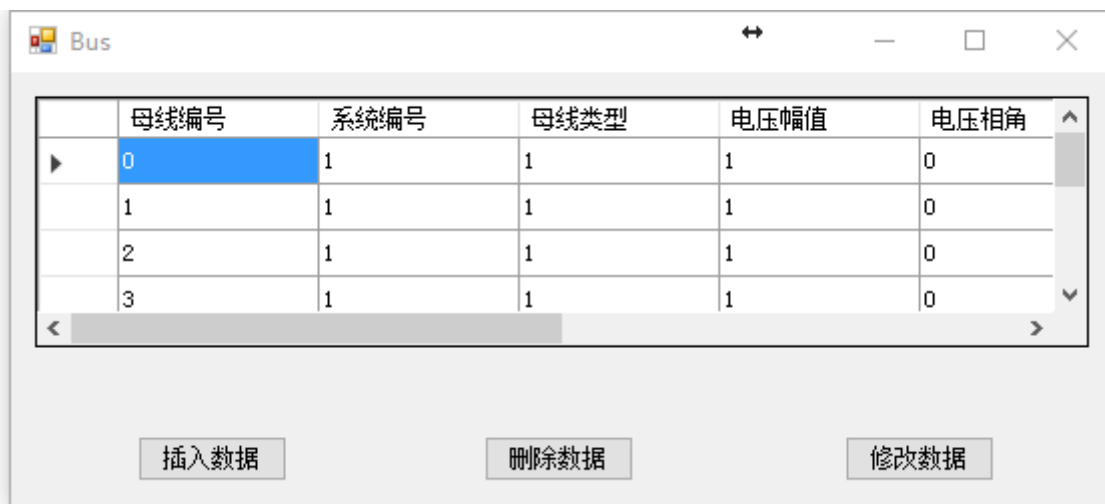 Bus
母线编号 系统编号 母线类型 电压幅值 电压相角
0 1 1 1 0
1 1 1 1 0
2 1 1 1 0
3 1 1 1 0
插入数据 删除数据 修改数据